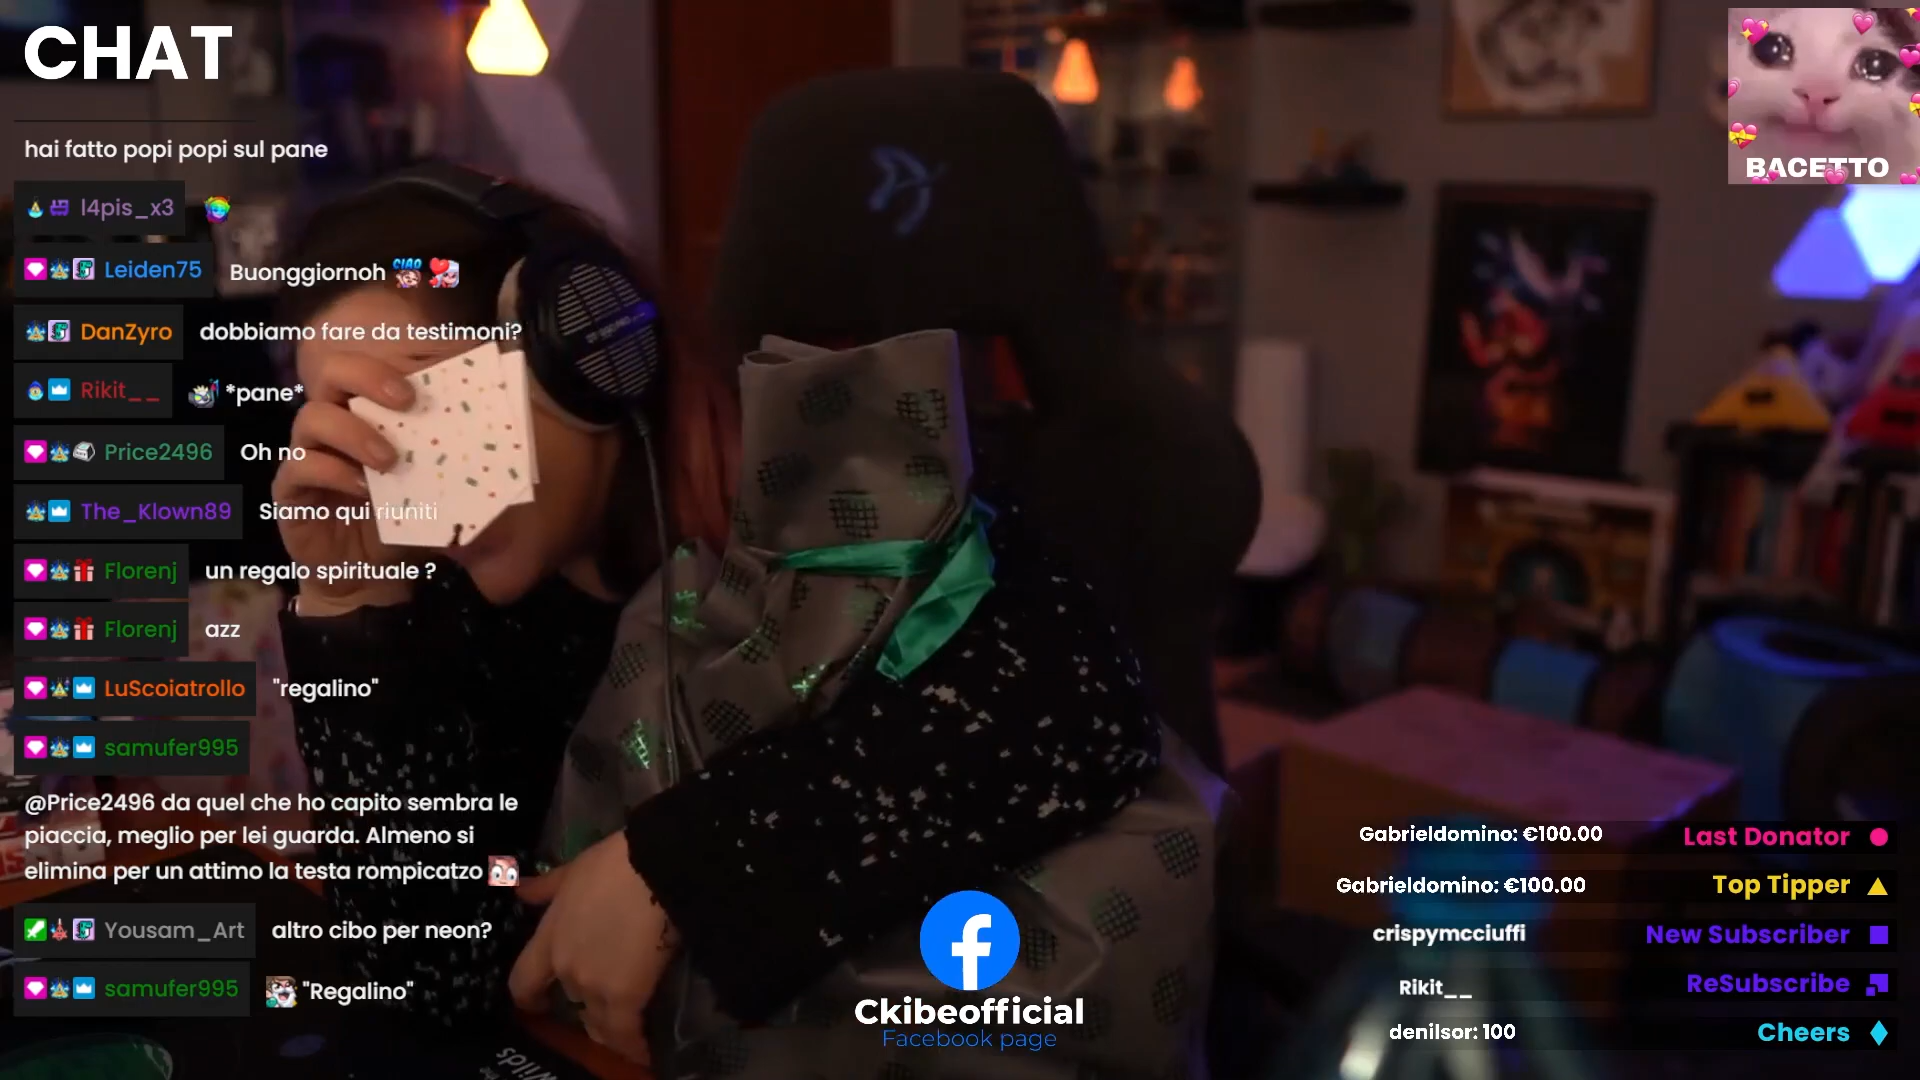 CHAT
hai fatto popi popi sul pane
l4pis_x3
Leiden75 Buonggiornoh CIAO
DanZyro dobbiamo fare da testimoni?
Rikit__ *pane*
Price2496 Oh no
The_Klown89 Siamo qui riuniti
Florenj un regalo spirituale ?
Florenj azz
LuScoiatrollo "regalino"
samufer995
@Price2496 da quel che ho capito sembra le
piaccia, meglio per lei guarda. Almeno si
elimina per un attimo la testa rompicatzo
Yousam_Art altro cibo per neon?
samufer995 "Regalino"
BACETTO
Ckibeofficial
Facebook page
Gabrieldomino: €100.00 Last Donator
Gabrieldomino: €100.00 Top Tipper
crispymcciuffi New Subscriber
Rikit__ ReSubscribe
denilsor: 100 Cheers
the
Wilds